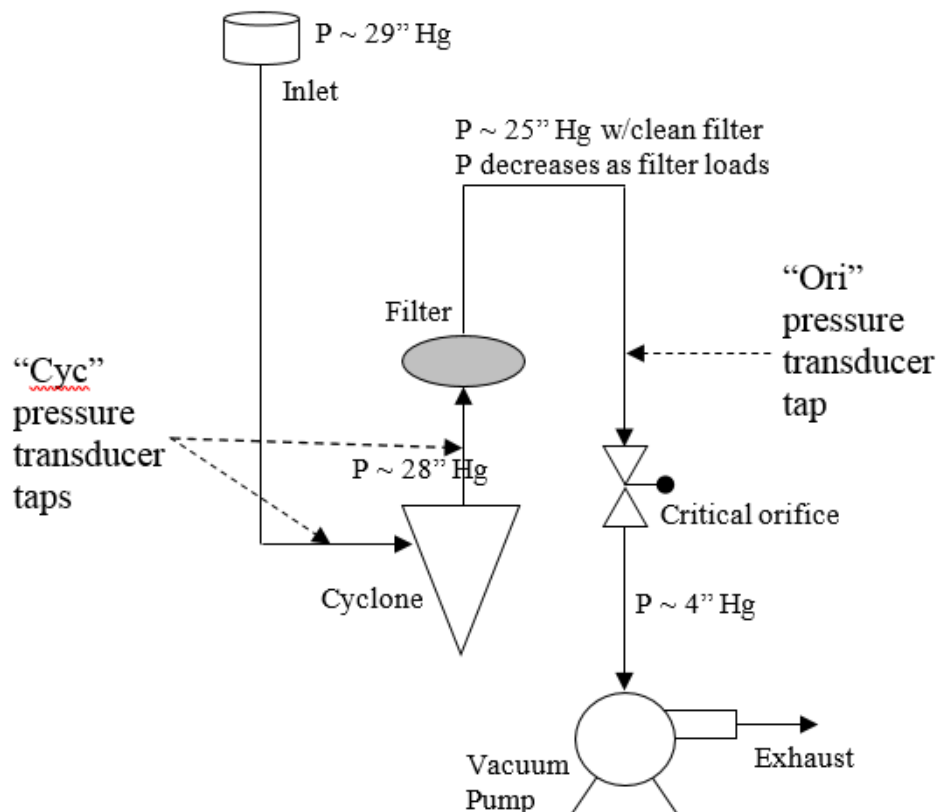 P ~ 29” Hg
Inlet
P ~ 25” Hg w/clean filter
P decreases as filter loads
“Ori”
pressure
transducer
tap
Filter
“Cyc”
pressure
transducer
taps
P ~ 28” Hg
Critical orifice
Cyclone
P ~ 4” Hg
Vacuum
Pump
Exhaust